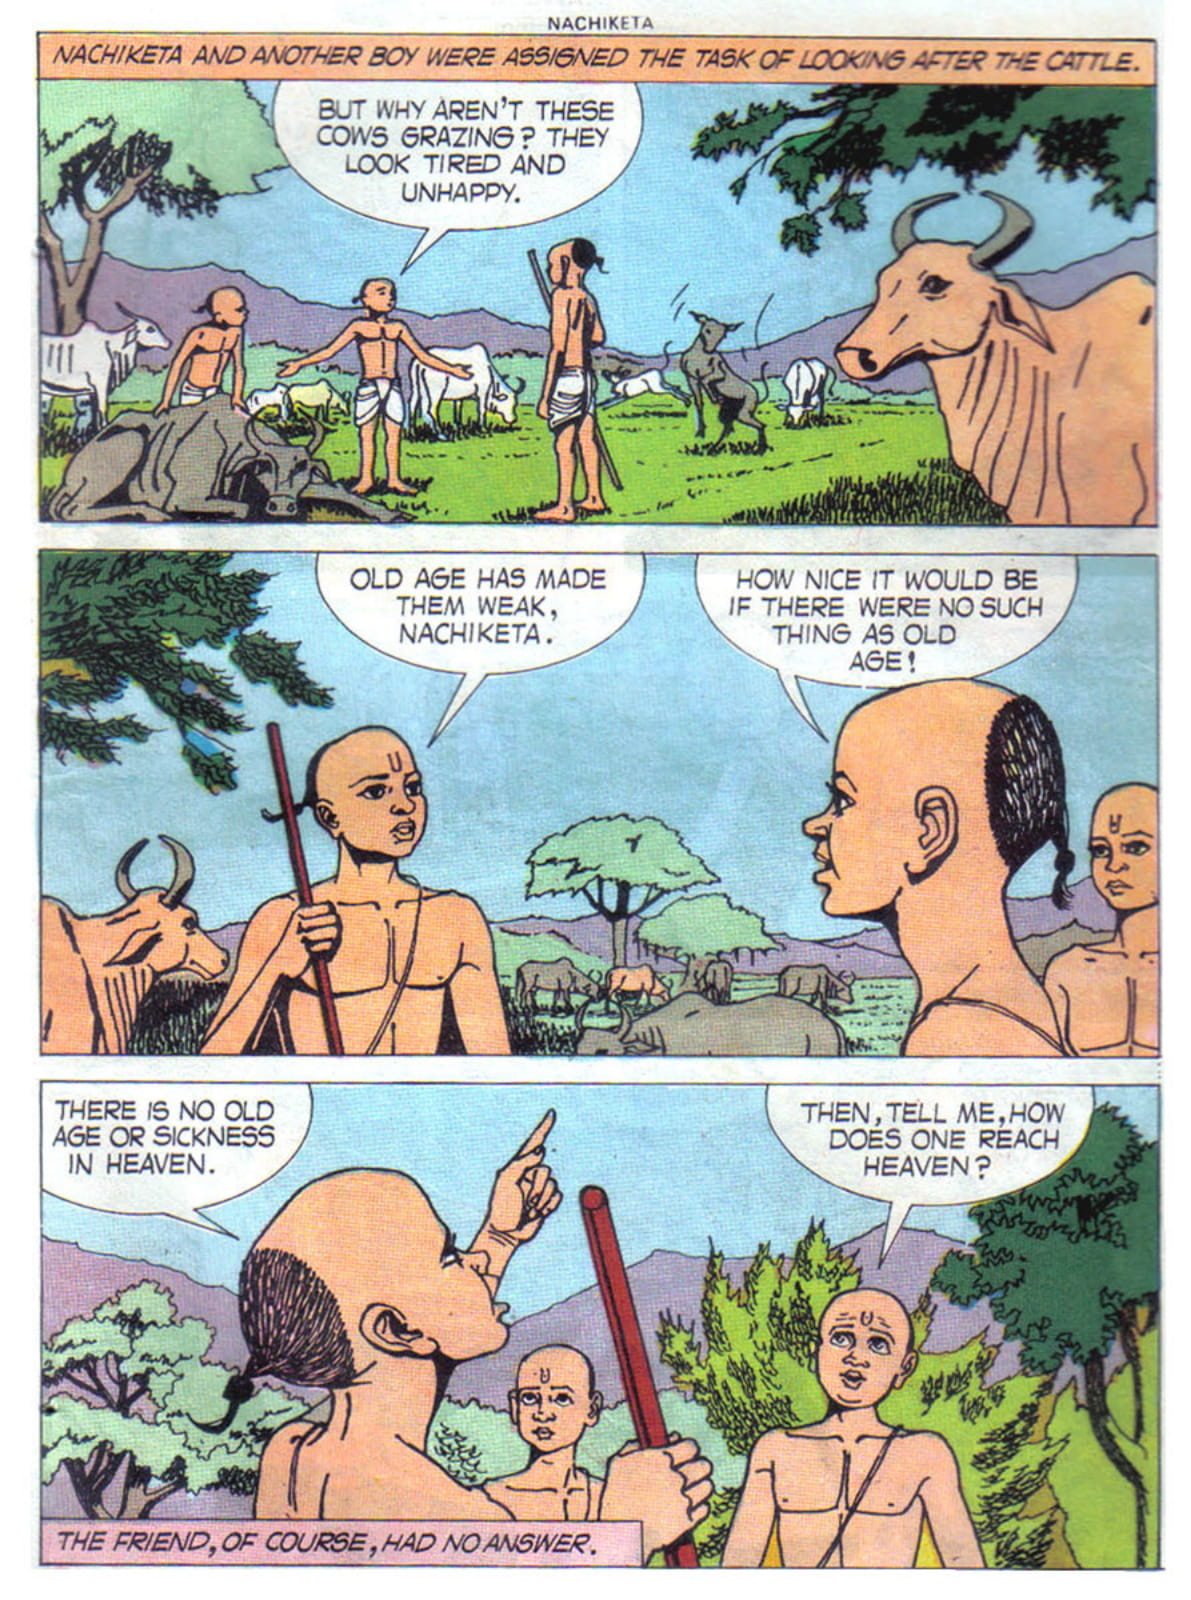 NACHIKETA
NACHIKETA AND ANOTHER BOY WERE ASSIGNED THE TASK OF LOOKING AFTER THE CATTLE.
BUT WHY AREN'T THESE
COWS GRAZING? THEY
LOOK TIRED AND
UNHAPPY.
OLD AGE HAS MADE
THEM WEAK,
NACHIKETA.
HOW NICE IT WOULD BE
IF THERE WERE NO SUCH
THING AS OLD
AGE!
THERE IS NO OLD
AGE OR SICKNESS
IN HEAVEN.
THEN, TELL ME, HOW
DOES ONE REACH
HEAVEN?
THE FRIEND, OF COURSE, HAD NO ANSWER.